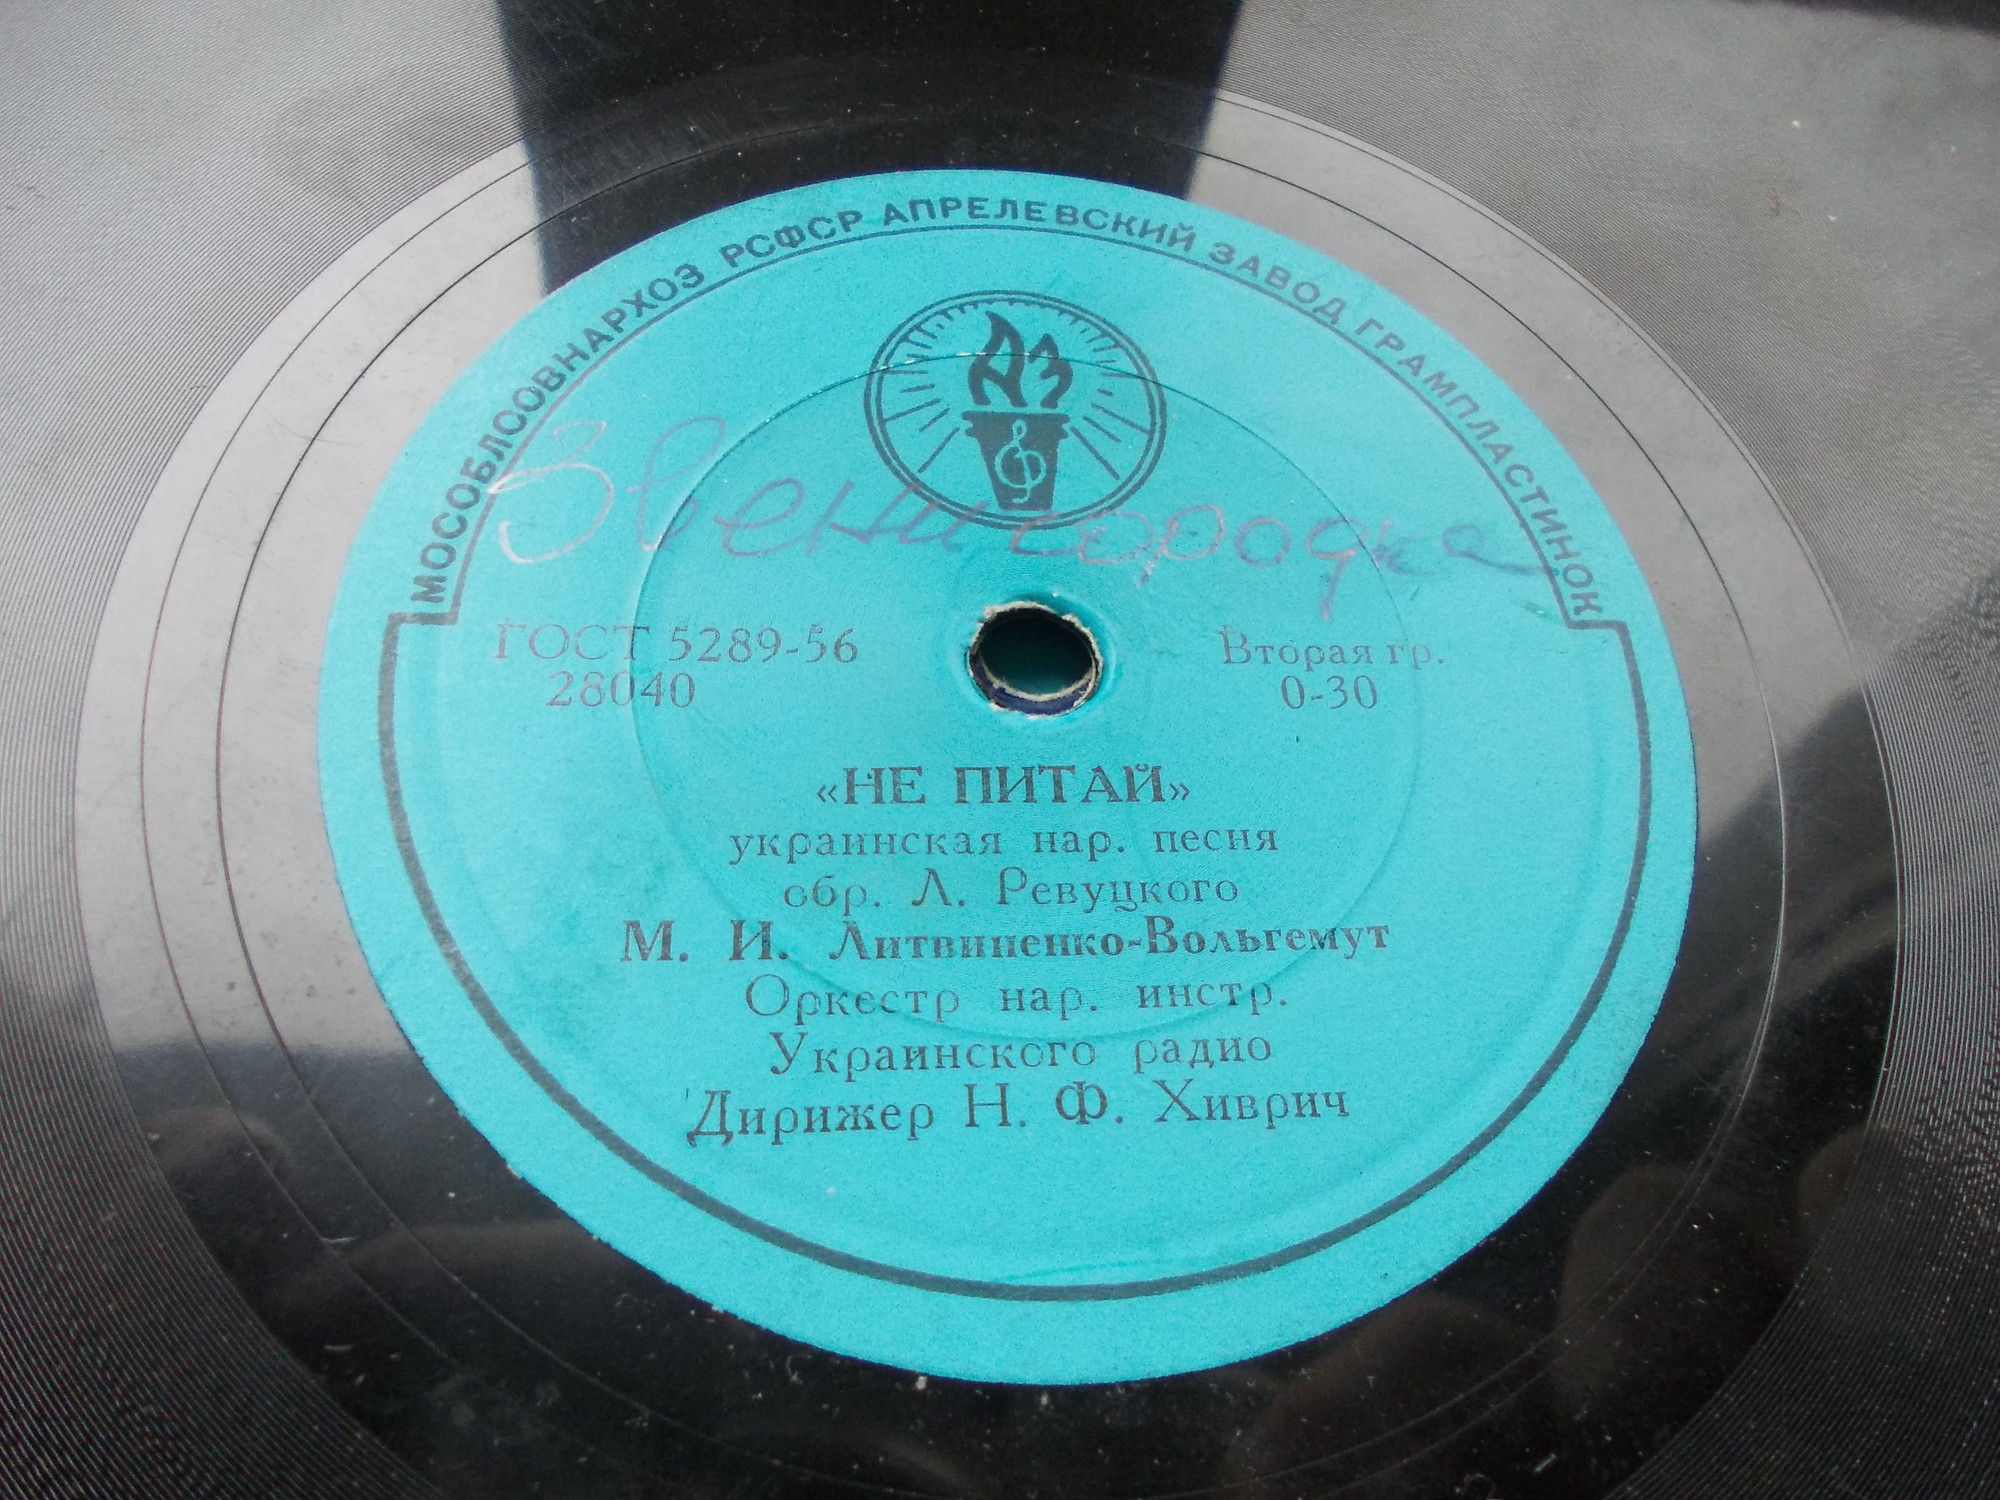 МОСОБЛСОВНАРХОЗ РСФСР АПРЕЛЕВСКИЙ ЗАВОД ГРАМПЛАСТИНОК
АЗ
Звенигородка
ГОСТ 5289-56
28040
Вторая гр.
0-30
«НЕ ПИТАЙ»
украинская нар. песня
обр. Л. Ревуцкого
М. И. Литвиненко-Вольгемут
Оркестр нар. инстр.
Украинского радио
Дирижер Н. Ф. Хиврич